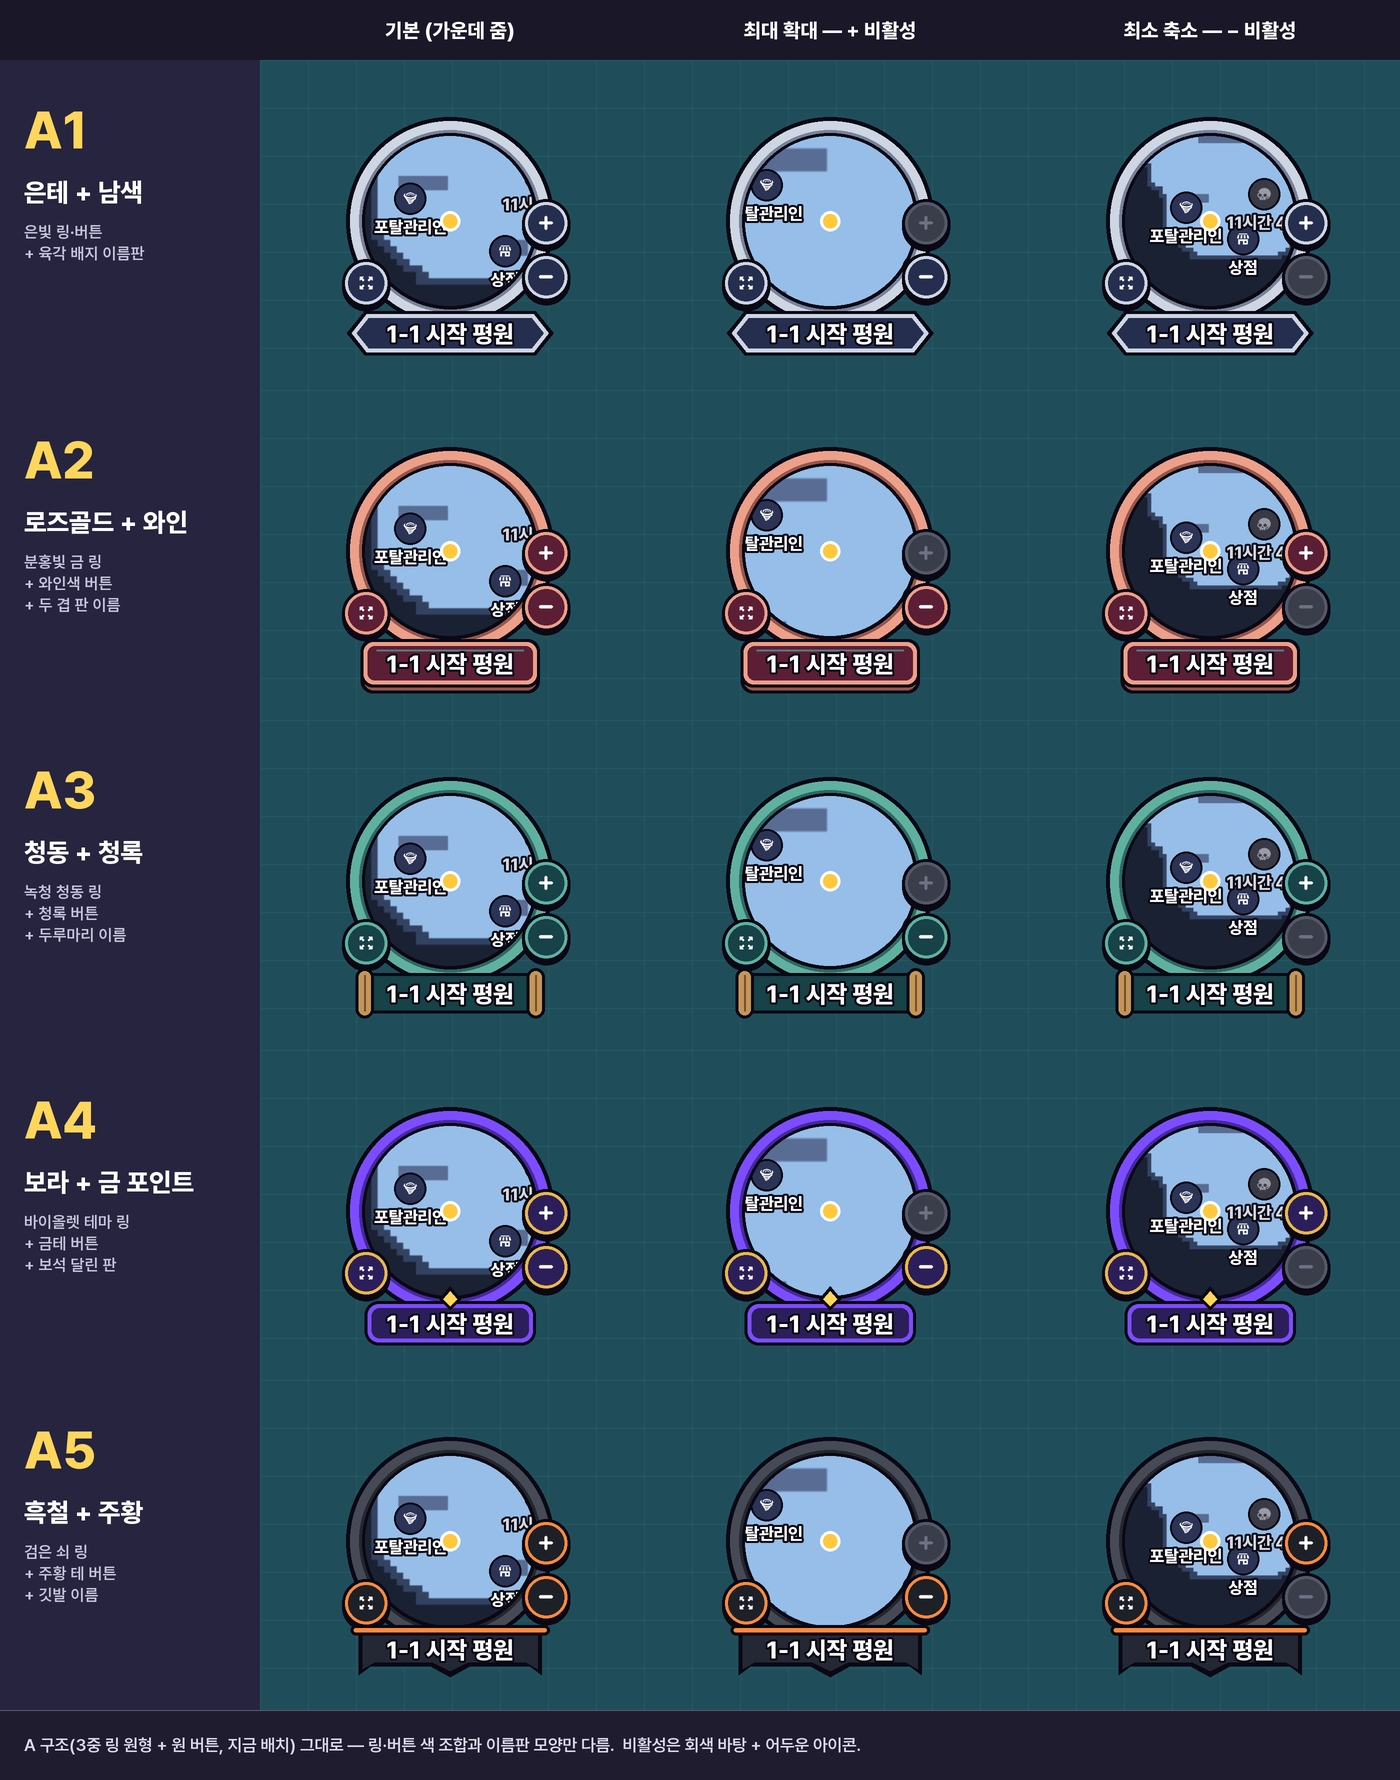 기본 (가운데 줌)
최대 확대 — + 비활성
최소 축소 — – 비활성
A1
은테 + 남색
은빛 링·버튼
+ 육각 배지 이름판
포탈관리인
11시
상점
1-1 시작 평원
탈관리인
1-1 시작 평원
포탈관리인
11시간 4
상점
1-1 시작 평원
A2
로즈골드 + 와인
분홍빛 금 링
+ 와인색 버튼
+ 두 겹 판 이름
포탈관리인
11시
상점
1-1 시작 평원
탈관리인
1-1 시작 평원
포탈관리인
11시간 4
상점
1-1 시작 평원
A3
청동 + 청록
녹청 청동 링
+ 청록 버튼
+ 두루마리 이름
포탈관리인
11시
상점
1-1 시작 평원
탈관리인
1-1 시작 평원
포탈관리인
11시간 4
상점
1-1 시작 평원
A4
보라 + 금 포인트
바이올렛 테마 링
+ 금테 버튼
+ 보석 달린 판
포탈관리인
11시
상점
1-1 시작 평원
탈관리인
1-1 시작 평원
포탈관리인
11시간 4
상점
1-1 시작 평원
A5
흑철 + 주황
검은 쇠 링
+ 주황 테 버튼
+ 깃발 이름
포탈관리인
11시
상점
1-1 시작 평원
탈관리인
1-1 시작 평원
포탈관리인
11시간 4
상점
1-1 시작 평원
A 구조(3중 링 원형 + 원 버튼, 지금 배치) 그대로 — 링·버튼 색 조합과 이름판 모양만 다름. 비활성은 회색 바탕 + 어두운 아이콘.